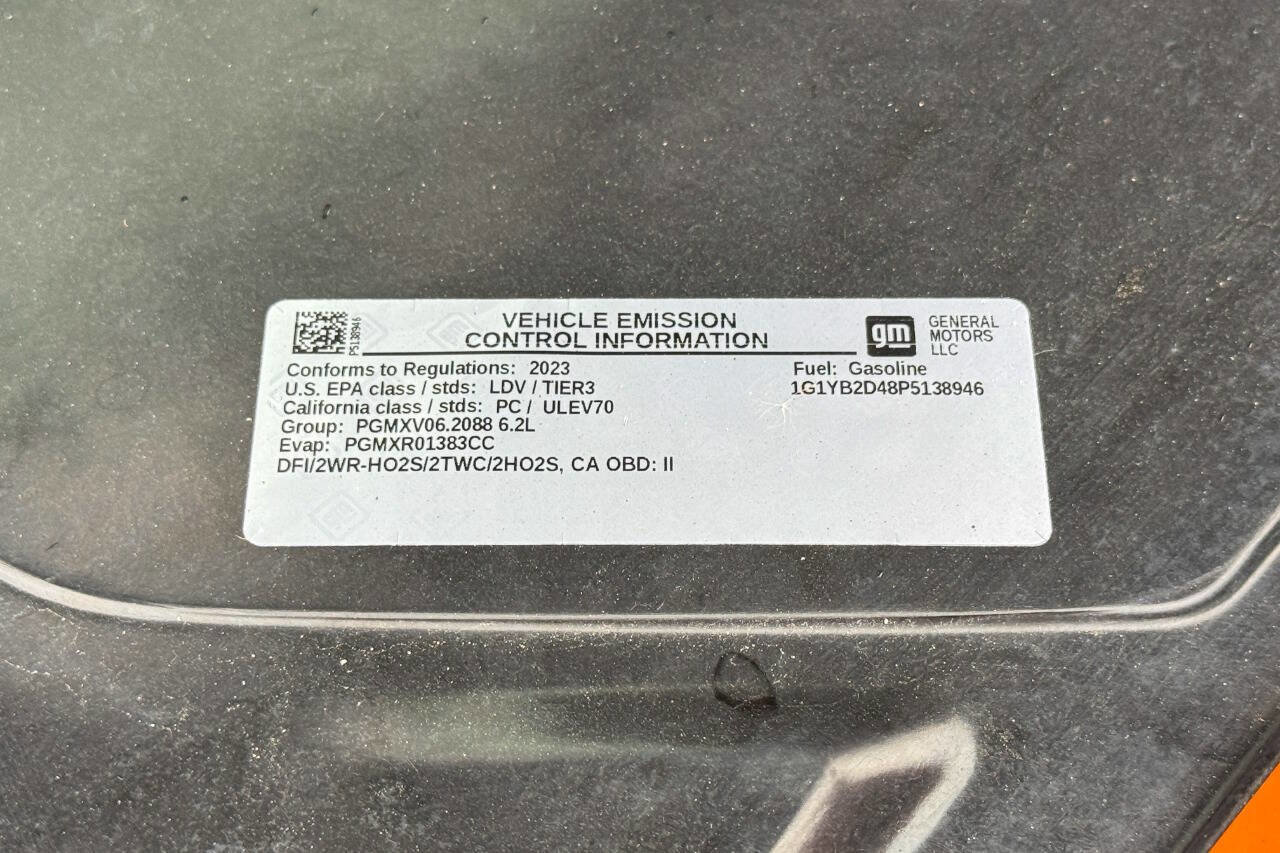 P5138946
VEHICLE EMISSION
CONTROL INFORMATION
gm
GENERAL
MOTORS
LLC
Conforms to Regulations: 2023
U.S. EPA class / stds: LDV / TIER3
California class / stds: PC / ULEV70
Group: PGMXV06.2088 6.2L
Evap: PGMXR01383CC
DFI/2WR-HO2S/2TWC/2HO2S, CA OBD: II
Fuel: Gasoline
1G1YB2D48P5138946